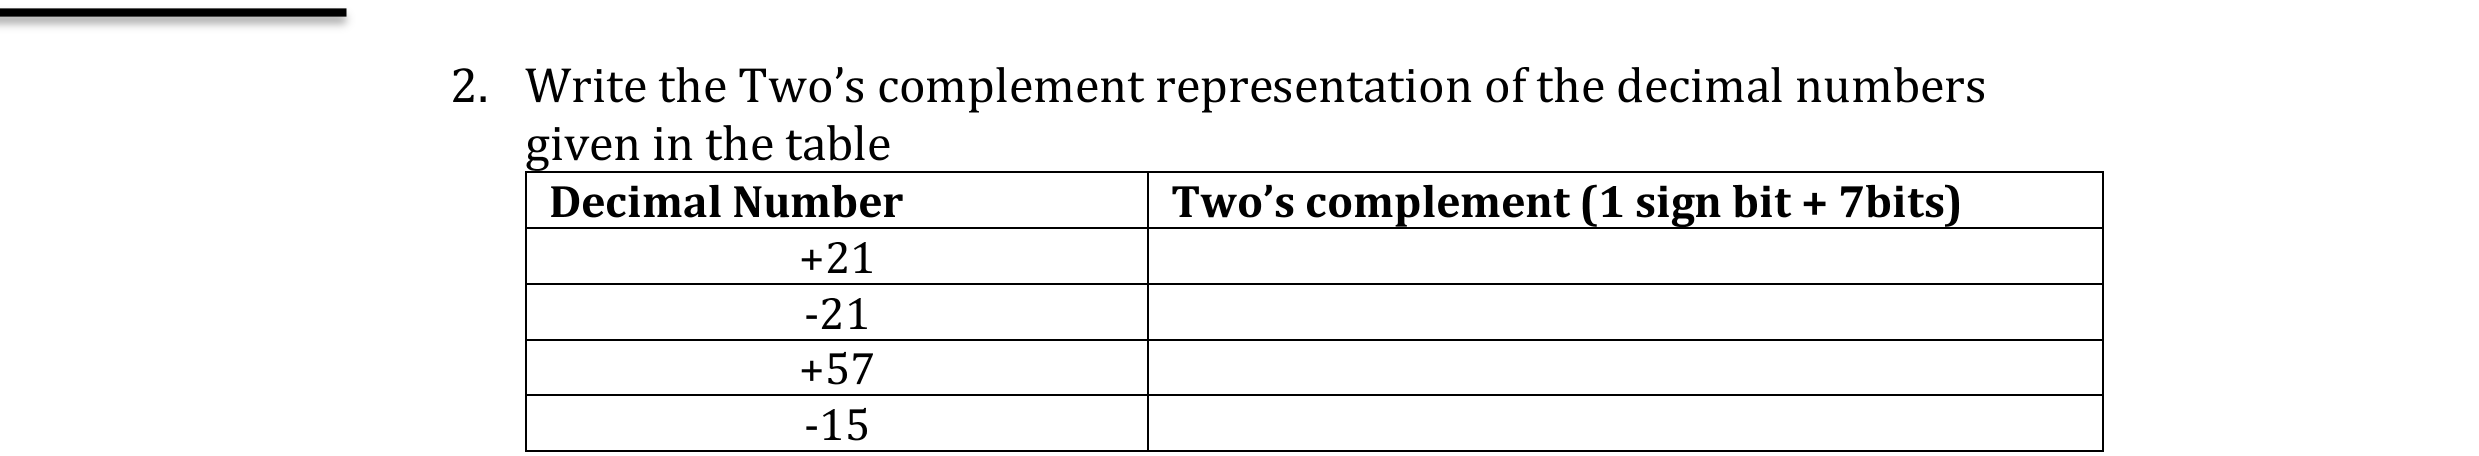 2. Write the Two’s complement representation of the decimal numbers
given in the table
Decimal Number Two’s complement (1 sign bit + 7bits)
+21
-21
+57
-15